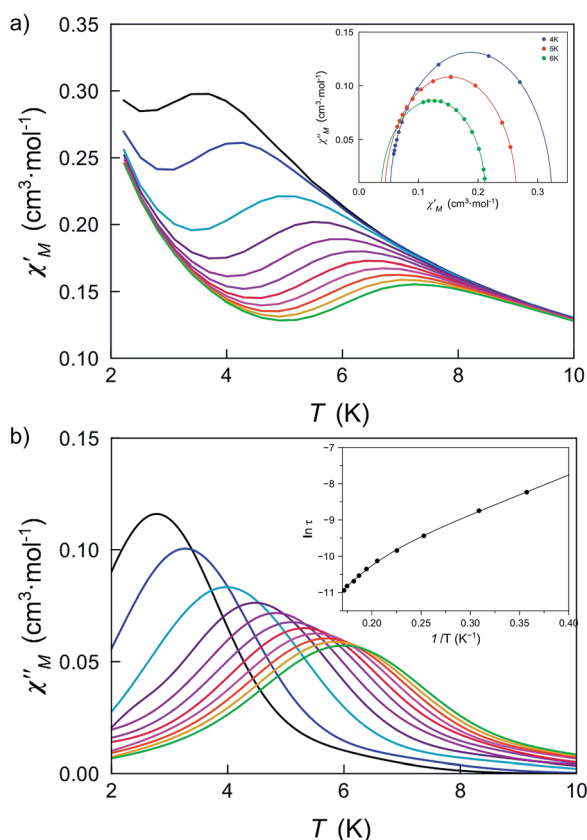 a)
χ′M (cm³·mol⁻¹)
0.35
0.30
0.25
0.20
0.15
0.10
2
4
6
8
10
T (K)
χ″M (cm³·mol⁻¹)
0.15
0.10
0.05
0.0
0.1
0.2
0.3
χ′M (cm³·mol⁻¹)
4K
5K
6K
b)
χ″M (cm³·mol⁻¹)
0.15
0.10
0.05
0.00
2
4
6
8
10
T (K)
ln τ
−7
−8
−9
−10
−11
0.20
0.25
0.30
0.35
0.40
1/T (K⁻¹)